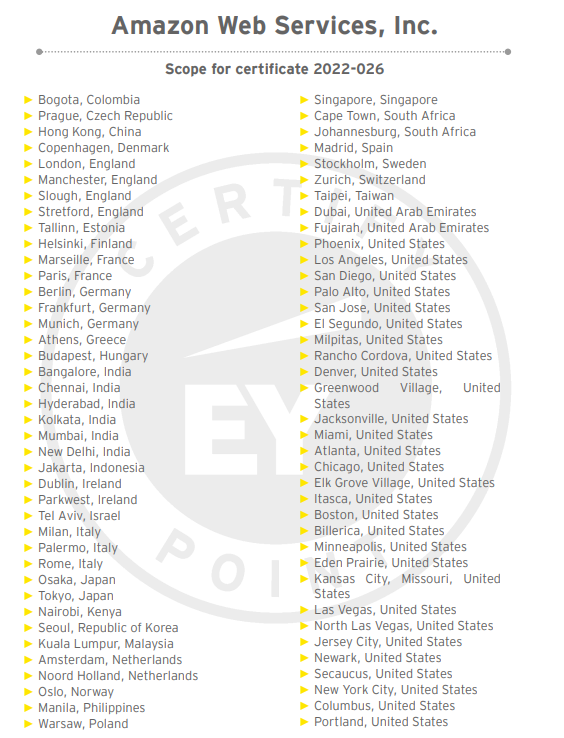 Amazon Web Services, Inc.
Scope for certificate 2022-026
Bogota, Colombia
Prague, Czech Republic
Hong Kong, China
Copenhagen, Denmark
London, England
Manchester, England
Slough, England
Stretford, England
Tallinn, Estonia
Helsinki, Finland
Marseille, France
Paris, France
Berlin, Germany
Frankfurt, Germany
Munich, Germany
Athens, Greece
Budapest, Hungary
Bangalore, India
Chennai, India
Hyderabad, India
Kolkata, India
Mumbai, India
New Delhi, India
Jakarta, Indonesia
Dublin, Ireland
Parkwest, Ireland
Tel Aviv, Israel
Milan, Italy
Palermo, Italy
Rome, Italy
Osaka, Japan
Tokyo, Japan
Nairobi, Kenya
Seoul, Republic of Korea
Kuala Lumpur, Malaysia
Amsterdam, Netherlands
Noord Holland, Netherlands
Oslo, Norway
Manila, Philippines
Warsaw, Poland
Singapore, Singapore
Cape Town, South Africa
Johannesburg, South Africa
Madrid, Spain
Stockholm, Sweden
Zurich, Switzerland
Taipei, Taiwan
Dubai, United Arab Emirates
Fujairah, United Arab Emirates
Phoenix, United States
Los Angeles, United States
San Diego, United States
Palo Alto, United States
San Jose, United States
El Segundo, United States
Milpitas, United States
Rancho Cordova, United States
Denver, United States
Greenwood Village, United
States
Jacksonville, United States
Miami, United States
Atlanta, United States
Chicago, United States
Elk Grove Village, United States
Itasca, United States
Boston, United States
Billerica, United States
Minneapolis, United States
Eden Prairie, United States
Kansas City, Missouri, United
States
Las Vegas, United States
North Las Vegas, United States
Jersey City, United States
Newark, United States
Secaucus, United States
New York City, United States
Columbus, United States
Portland, United States
EY
POINT